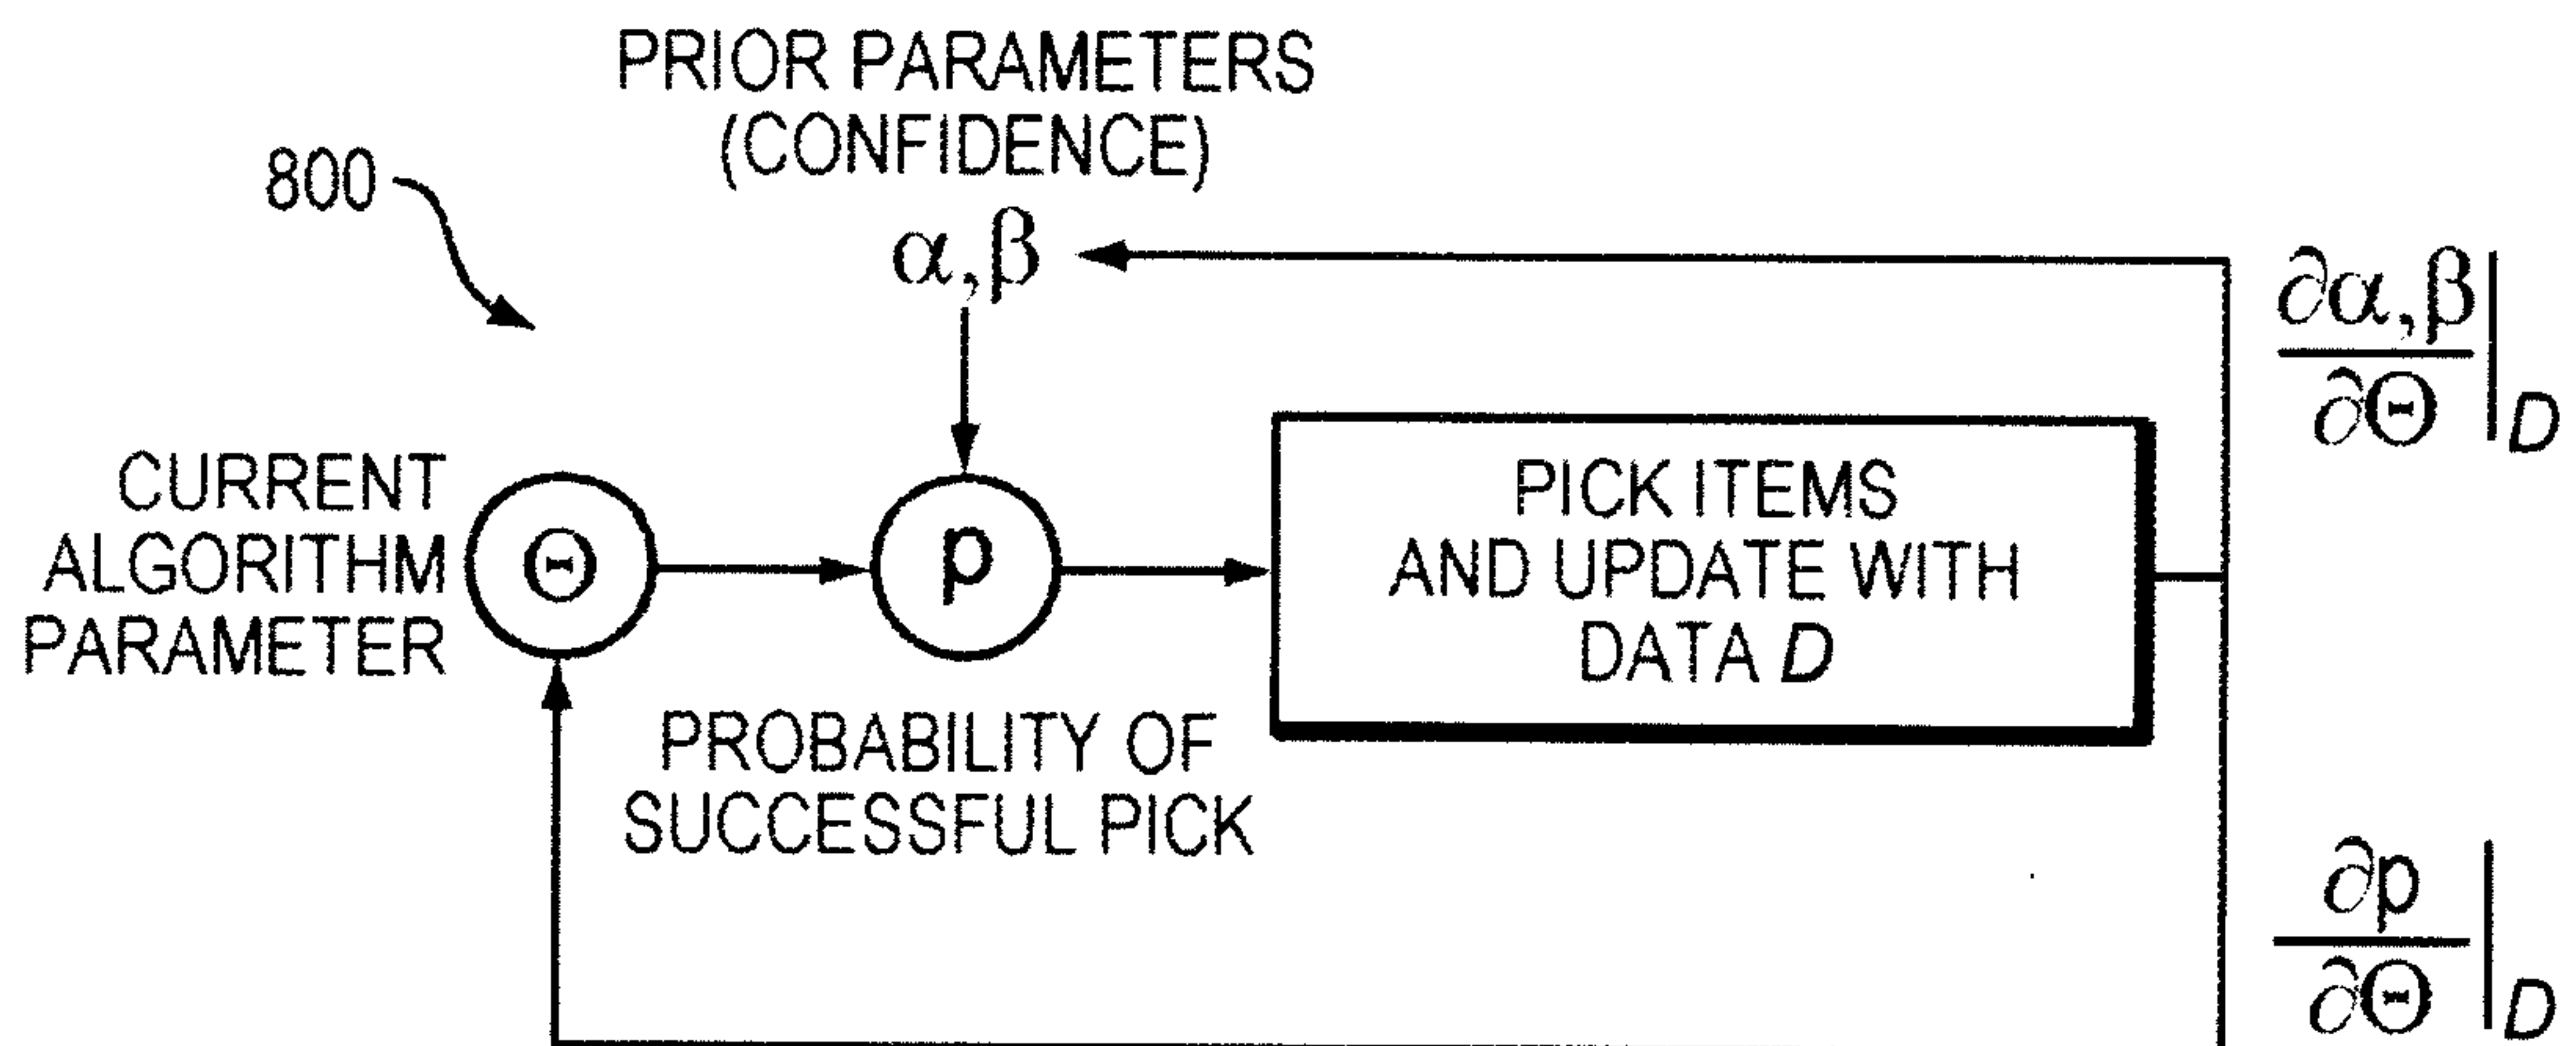 PRIOR PARAMETERS
(CONFIDENCE)
800
α,β
∂α,β
∂Θ
D
CURRENT
ALGORITHM
PARAMETER
Θ
p
PICK ITEMS
AND UPDATE WITH
DATA D
PROBABILITY OF
SUCCESSFUL PICK
∂p
∂Θ
D